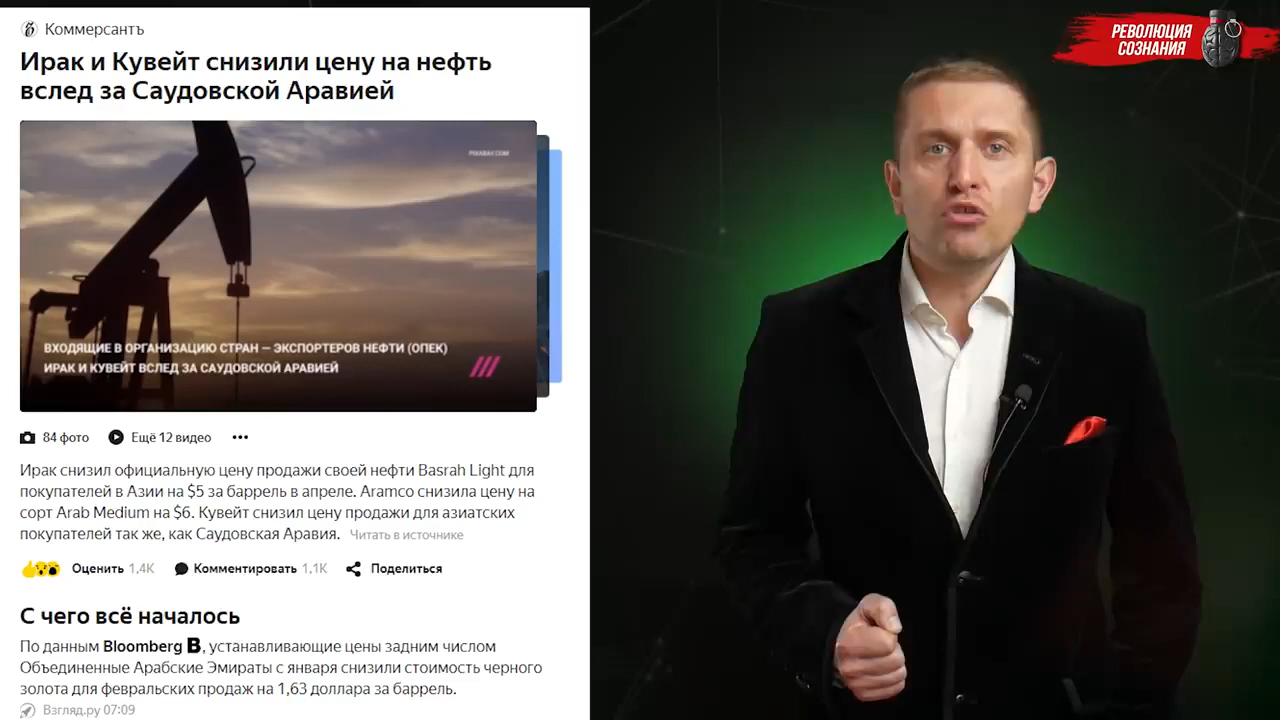 Коммерсантъ
Ирак и Кувейт снизили цену на нефть
вслед за Саудовской Аравией
PIXABAY.COM
ВХОДЯЩИЕ В ОРГАНИЗАЦИЮ СТРАН — ЭКСПОРТЕРОВ НЕФТИ (ОПЕК)
ИРАК И КУВЕЙТ ВСЛЕД ЗА САУДОВСКОЙ АРАВИЕЙ
84 фото Ещё 12 видео
Ирак снизил официальную цену продажи своей нефти Basrah Light для
покупателей в Азии на $5 за баррель в апреле. Aramco снизила цену на
сорт Arab Medium на $6. Кувейт снизил цену продажи для азиатских
покупателей так же, как Саудовская Аравия. Читать в источнике
Оценить 1,4K Комментировать 1,1K Поделиться
С чего всё началось
По данным Bloomberg B, устанавливающие цены задним числом
Объединенные Арабские Эмираты с января снизили стоимость черного
золота для февральских продаж на 1,63 доллара за баррель.
Взгляд.ру 07:09
РЕВОЛЮЦИЯ
СОЗНАНИЯ